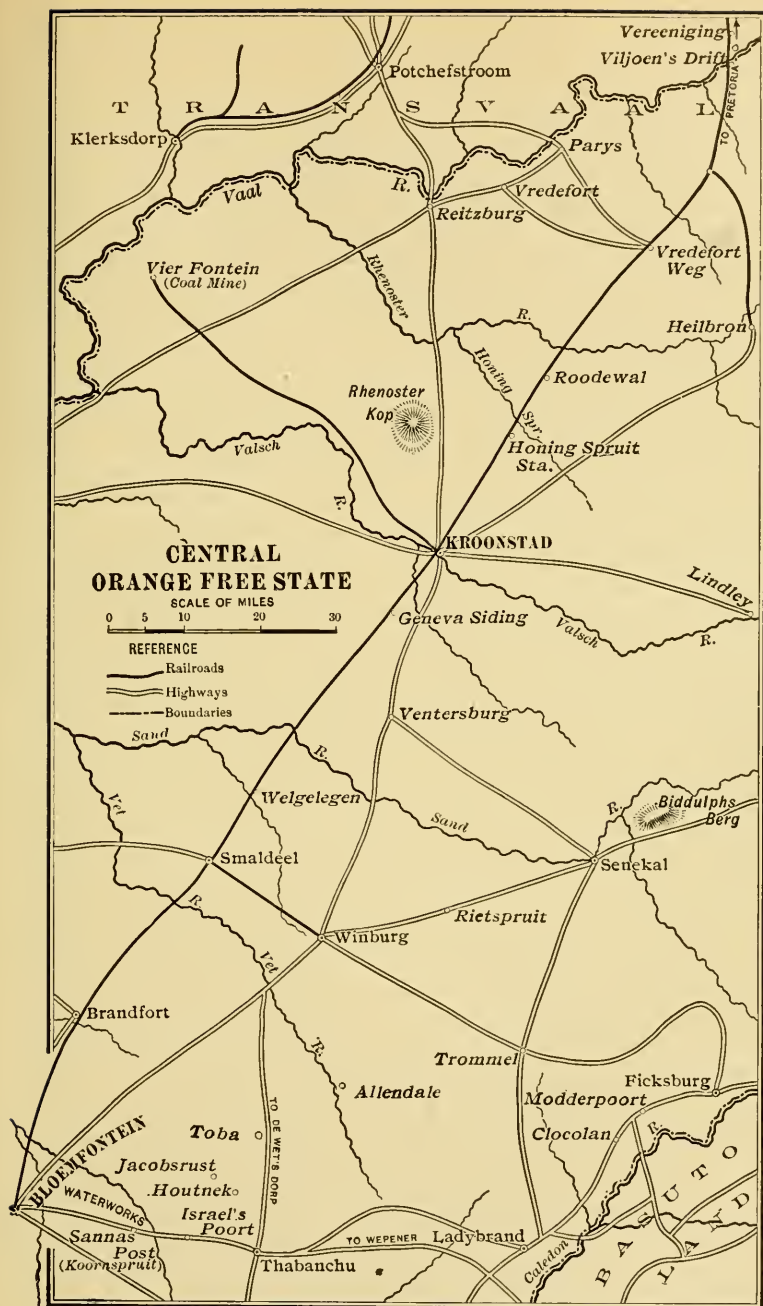 Vereeniging
Viljoen's Drift
TO PRETORIA
Potchefstroom
TRANSVAAL
Klerksdorp
Parys
Vaal
R.
Vredefort
Reitzburg
Vredefort
Weg
Vier Fontein
(Coal Mine)
Rhenoster
R.
Heilbron
Honing
Spr.
Roodewal
Rhenoster
Kop
Honing Spruit
Sta.
Valsch
R.
KROONSTAD
CENTRAL
ORANGE FREE STATE
SCALE OF MILES
0 5 10 20 30
REFERENCE
Railroads
Highways
Boundaries
Lindley
Geneva Siding
Valsch
R.
Ventersburg
Sand
R.
Vet
Welgelegen
Sand
R.
Biddulphs
Berg
Smaldeel
Senekal
R.
Rietspruit
Winburg
Vet
Brandfort
R.
Trommel
Allendale
Ficksburg
Modderpoort
R.
Clocolan
Toba
TO DE WET'S DORP
BLOEMFONTEIN
Jacobsrust
Houtnek
WATERWORKS
Israel's
Poort
Sannas
Post
(Koornspruit)
TO WEPENER
Ladybrand
Thabanchu
Caledon
BASUTO
LAND